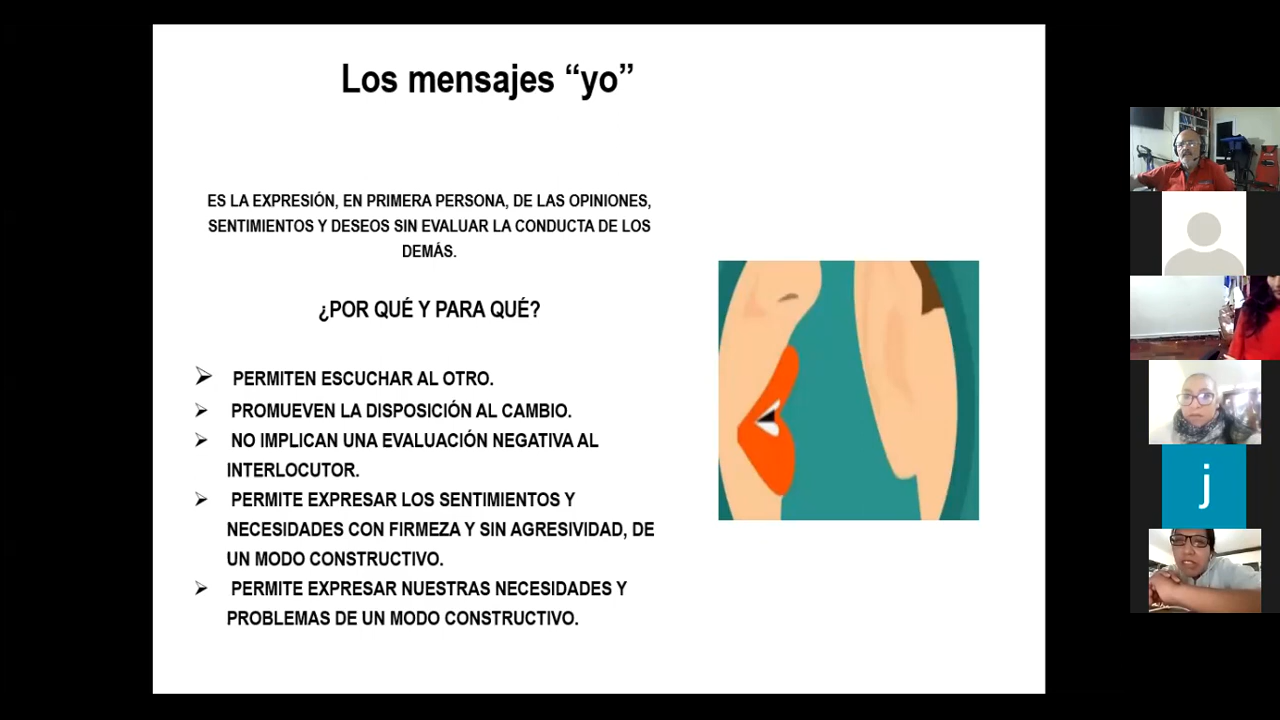 Los mensajes “yo”
ES LA EXPRESIÓN, EN PRIMERA PERSONA, DE LAS OPINIONES,
SENTIMIENTOS Y DESEOS SIN EVALUAR LA CONDUCTA DE LOS
DEMÁS.
¿POR QUÉ Y PARA QUÉ?
➢ PERMITEN ESCUCHAR AL OTRO.
➢ PROMUEVEN LA DISPOSICIÓN AL CAMBIO.
➢ NO IMPLICAN UNA EVALUACIÓN NEGATIVA AL
INTERLOCUTOR.
➢ PERMITE EXPRESAR LOS SENTIMIENTOS Y
NECESIDADES CON FIRMEZA Y SIN AGRESIVIDAD, DE
UN MODO CONSTRUCTIVO.
➢ PERMITE EXPRESAR NUESTRAS NECESIDADES Y
PROBLEMAS DE UN MODO CONSTRUCTIVO.
j